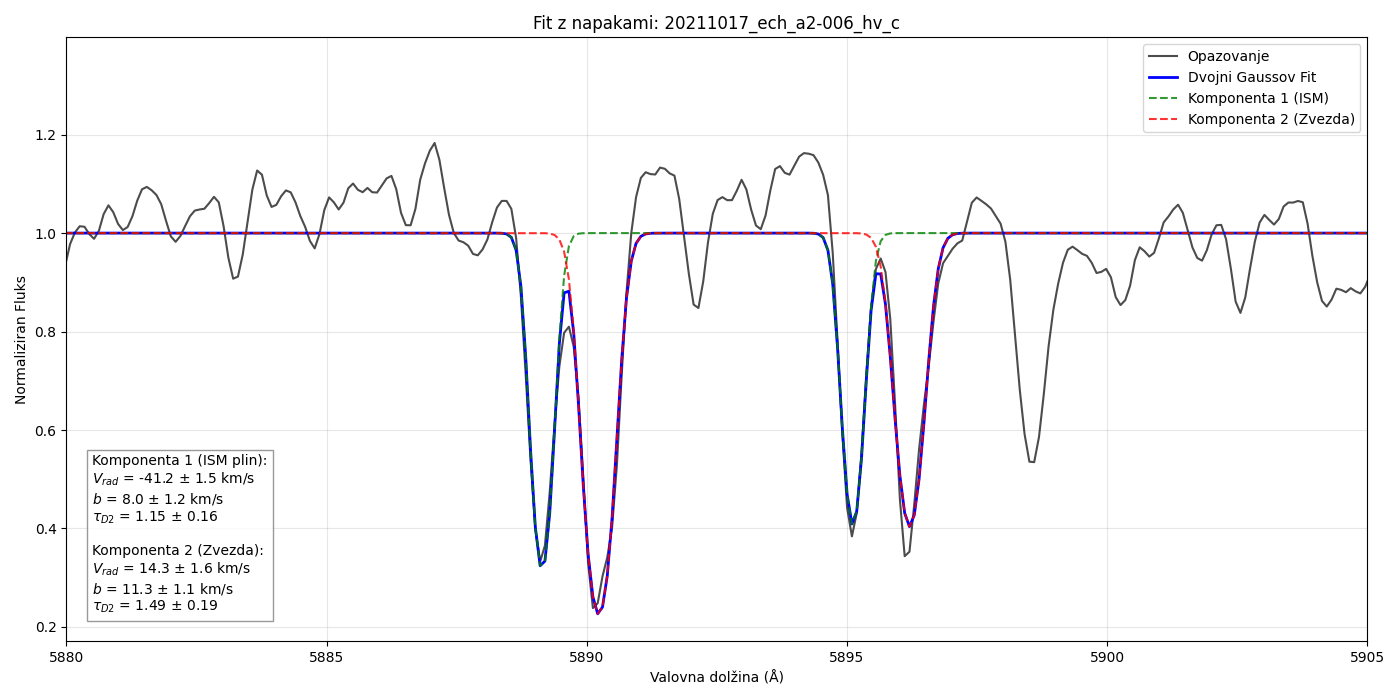 Fit z napakami: 20211017_ech_a2-006_hv_c
Opazovanje
Dvojni Gaussov Fit
Komponenta 1 (ISM)
Komponenta 2 (Zvezda)
Normaliziran Fluks
1.2
1.0
0.8
0.6
0.4
0.2
Komponenta 1 (ISM plin):
V_rad = -41.2 ± 1.5 km/s
b = 8.0 ± 1.2 km/s
τ_D2 = 1.15 ± 0.16
Komponenta 2 (Zvezda):
V_rad = 14.3 ± 1.6 km/s
b = 11.3 ± 1.1 km/s
τ_D2 = 1.49 ± 0.19
5880 5885 5890 5895 5900 5905
Valovna dolžina (Å)